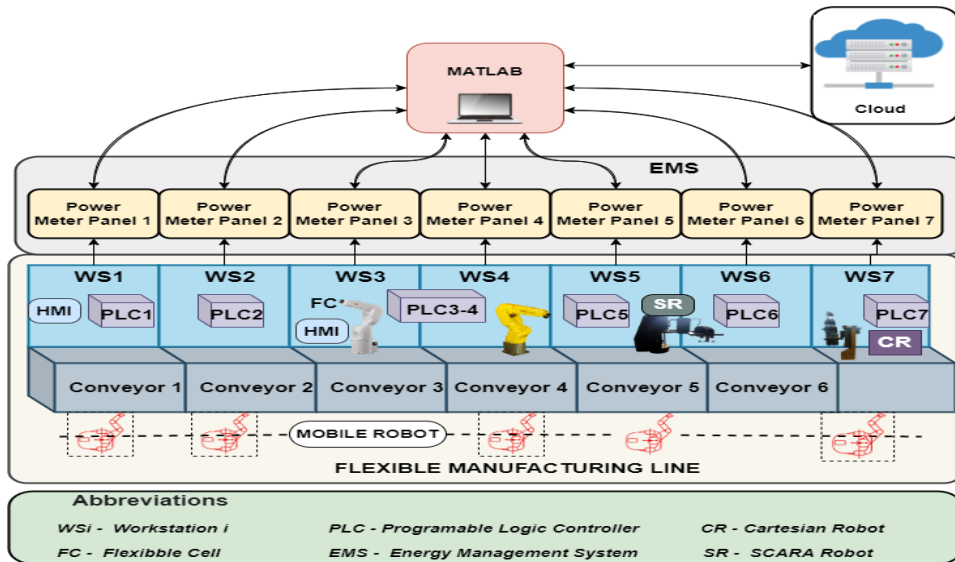 MATLAB
Cloud
EMS
Power
Meter Panel 1
Power
Meter Panel 2
Power
Meter Panel 3
Power
Meter Panel 4
Power
Meter Panel 5
Power
Meter Panel 6
Power
Meter Panel 7
WS1
WS2
WS3
WS4
WS5
WS6
WS7
HMI
PLC1
PLC2
FC
HMI
PLC3-4
PLC5
SR
PLC6
PLC7
CR
Conveyor 1
Conveyor 2
Conveyor 3
Conveyor 4
Conveyor 5
Conveyor 6
MOBILE ROBOT
FLEXIBLE MANUFACTURING LINE
Abbreviations
WSi - Workstation i
PLC - Programable Logic Controller
CR - Cartesian Robot
FC - Flexibble Cell
EMS - Energy Management System
SR - SCARA Robot